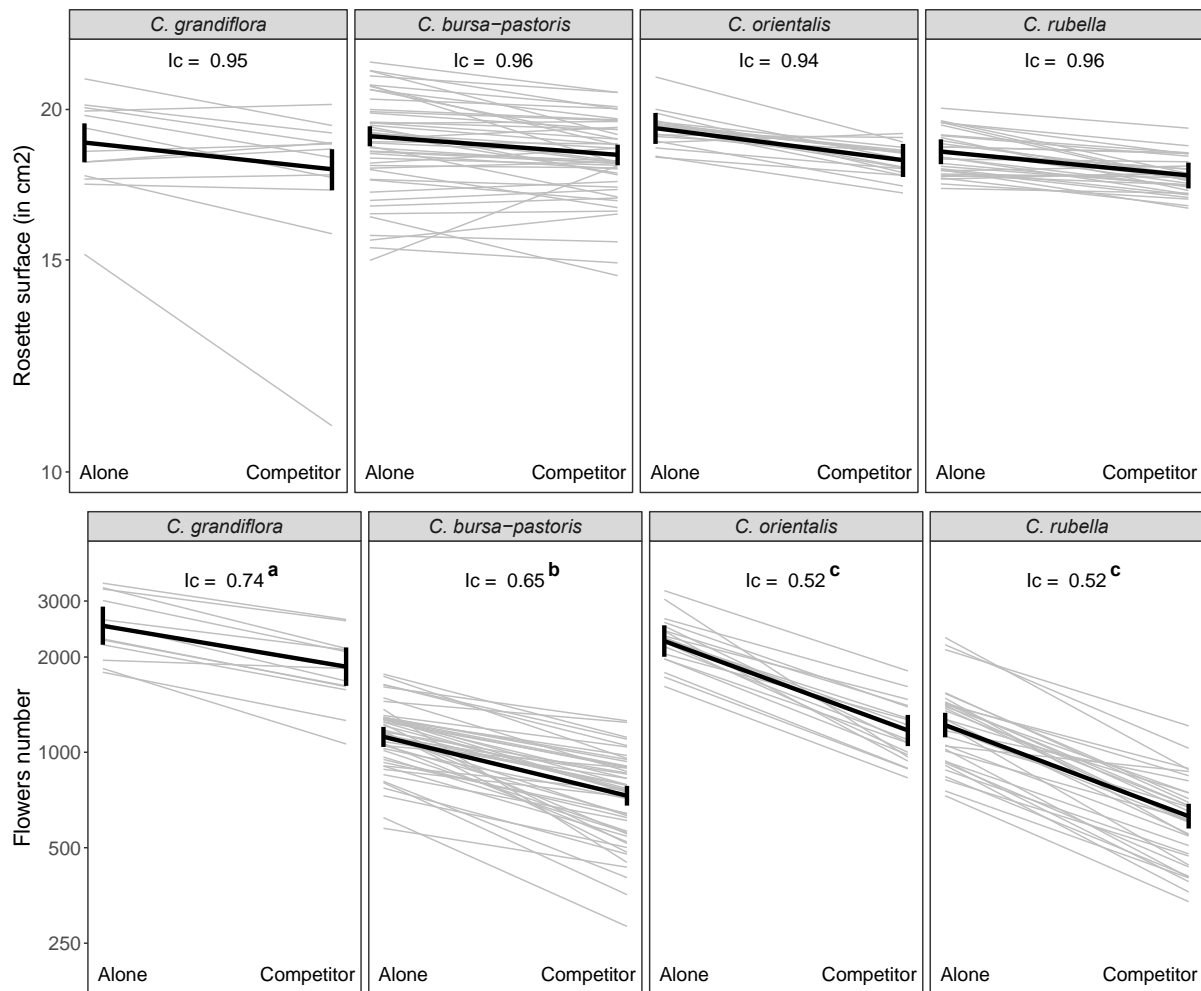 C. grandiflora
C. bursa−pastoris
C. orientalis
C. rubella
Ic = 0.95
Ic = 0.96
Ic = 0.94
Ic = 0.96
Rosette surface (in cm2)
20
15
10
Alone Competitor
Alone Competitor
Alone Competitor
Alone Competitor
C. grandiflora
C. bursa−pastoris
C. orientalis
C. rubella
Ic = 0.74 a
Ic = 0.65 b
Ic = 0.52 c
Ic = 0.52 c
Flowers number
3000
2000
1000
500
250
Alone Competitor
Alone Competitor
Alone Competitor
Alone Competitor